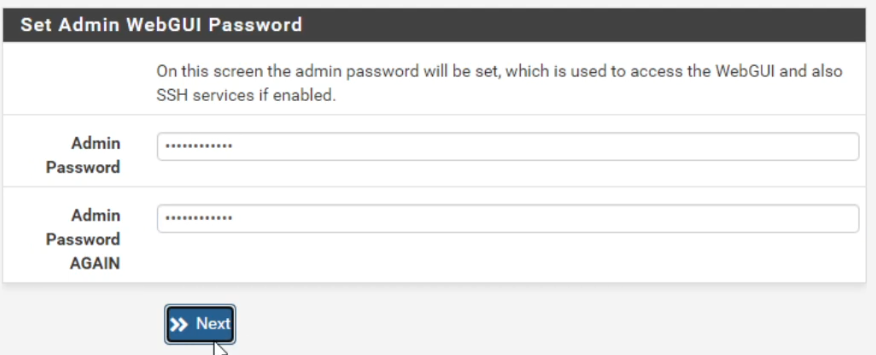 Set Admin WebGUI Password
On this screen the admin password will be set, which is used to access the WebGUI and also
SSH services if enabled.
Admin
Password
••••••••••••
Admin
Password
AGAIN
••••••••••••
Next